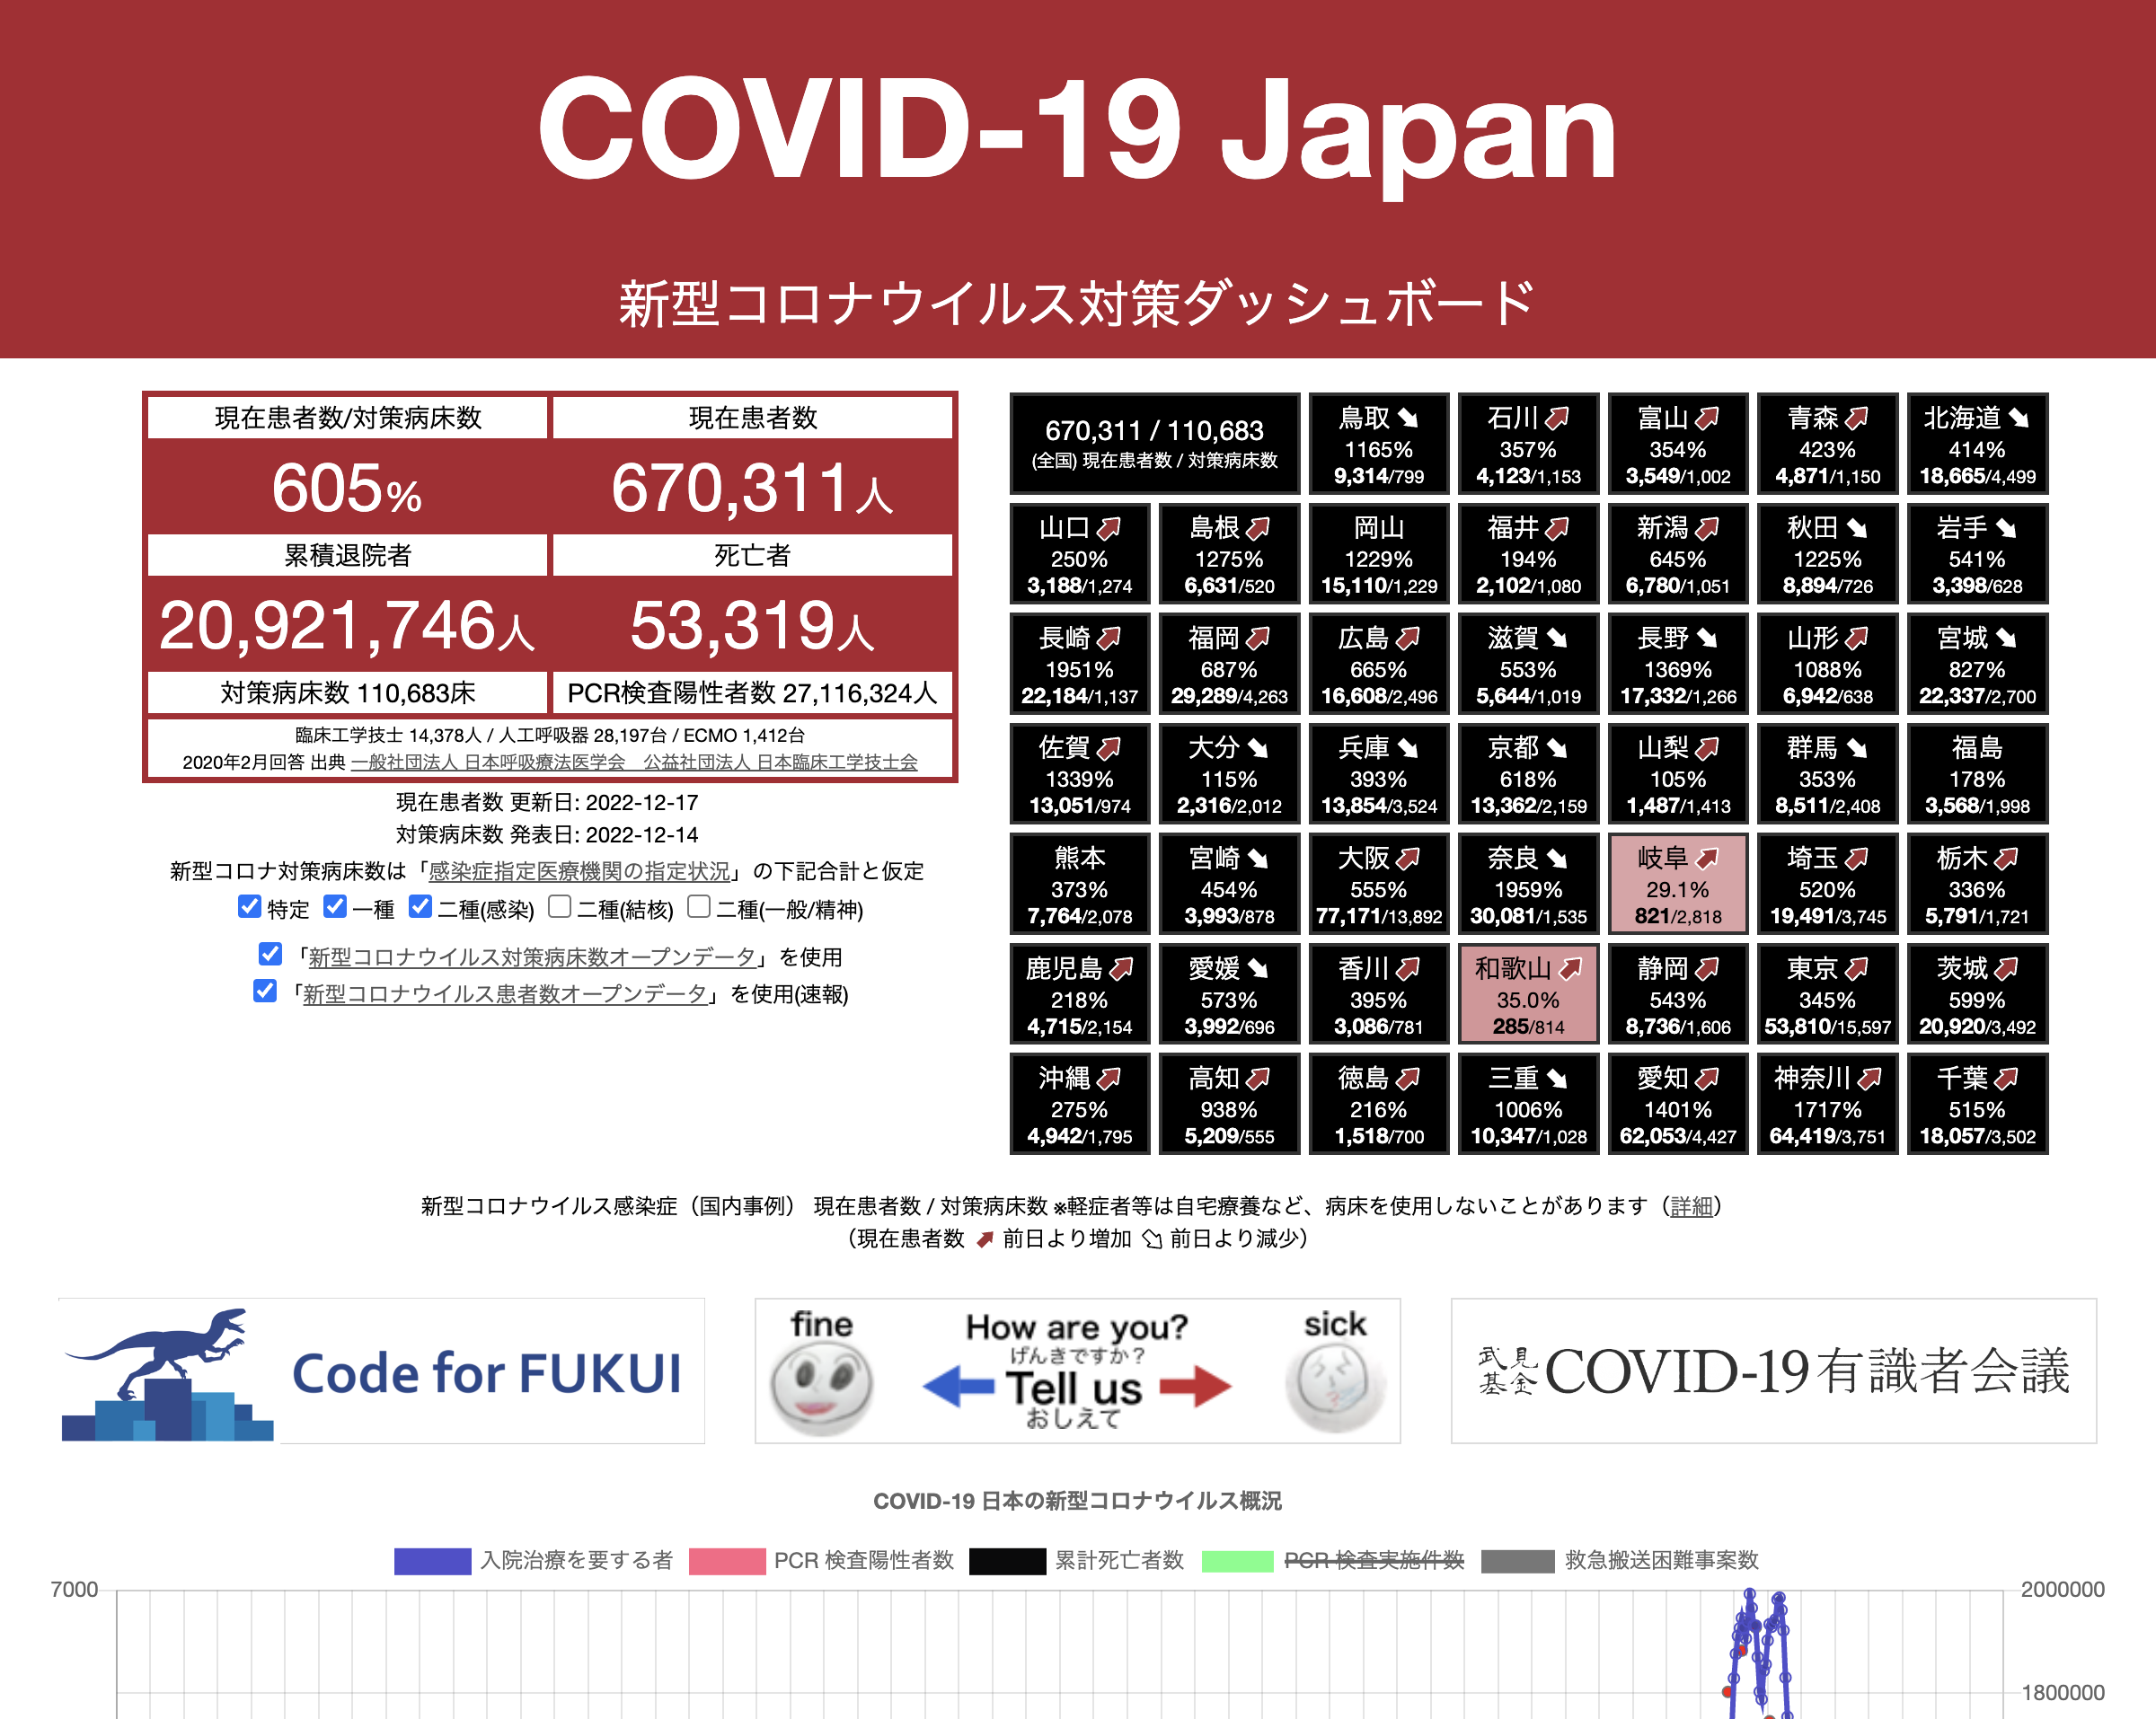 COVID-19 Japan
新型コロナウイルス対策ダッシュボード
現在患者数/対策病床数
現在患者数
605%
670,311人
累積退院者
死亡者
20,921,746人
53,319人
対策病床数 110,683床
PCR検査陽性者数 27,116,324人
臨床工学技士 14,378人 / 人工呼吸器 28,197台 / ECMO 1,412台
2020年2月回答 出典 一般社団法人 日本呼吸療法医学会　公益社団法人 日本臨床工学技士会
現在患者数 更新日: 2022-12-17
対策病床数 発表日: 2022-12-14
新型コロナ対策病床数は「感染症指定医療機関の指定状況」の下記合計と仮定
特定 一種 二種(感染) 二種(結核) 二種(一般/精神)
「新型コロナウイルス対策病床数オープンデータ」を使用
「新型コロナウイルス患者数オープンデータ」を使用(速報)
670,311 / 110,683
(全国) 現在患者数 / 対策病床数
鳥取
1165%
9,314/799
石川
357%
4,123/1,153
富山
354%
3,549/1,002
青森
423%
4,871/1,150
北海道
414%
18,665/4,499
山口
250%
3,188/1,274
島根
1275%
6,631/520
岡山
1229%
15,110/1,229
福井
194%
2,102/1,080
新潟
645%
6,780/1,051
秋田
1225%
8,894/726
岩手
541%
3,398/628
長崎
1951%
22,184/1,137
福岡
687%
29,289/4,263
広島
665%
16,608/2,496
滋賀
553%
5,644/1,019
長野
1369%
17,332/1,266
山形
1088%
6,942/638
宮城
827%
22,337/2,700
佐賀
1339%
13,051/974
大分
115%
2,316/2,012
兵庫
393%
13,854/3,524
京都
618%
13,362/2,159
山梨
105%
1,487/1,413
群馬
353%
8,511/2,408
福島
178%
3,568/1,998
熊本
373%
7,764/2,078
宮崎
454%
3,993/878
大阪
555%
77,171/13,892
奈良
1959%
30,081/1,535
岐阜
29.1%
821/2,818
埼玉
520%
19,491/3,745
栃木
336%
5,791/1,721
鹿児島
218%
4,715/2,154
愛媛
573%
3,992/696
香川
395%
3,086/781
和歌山
35.0%
285/814
静岡
543%
8,736/1,606
東京
345%
53,810/15,597
茨城
599%
20,920/3,492
沖縄
275%
4,942/1,795
高知
938%
5,209/555
徳島
216%
1,518/700
三重
1006%
10,347/1,028
愛知
1401%
62,053/4,427
神奈川
1717%
64,419/3,751
千葉
515%
18,057/3,502
新型コロナウイルス感染症（国内事例） 現在患者数 / 対策病床数 ※軽症者等は自宅療養など、病床を使用しないことがあります（詳細）
（現在患者数 前日より増加 前日より減少）
Code for FUKUI
fine
How are you?
げんきですか？
Tell us
おしえて
sick
武見基金 COVID-19有識者会議
COVID-19 日本の新型コロナウイルス概況
入院治療を要する者 PCR 検査陽性者数 累計死亡者数 PCR 検査実施件数 救急搬送困難事案数
7000
2000000
1800000